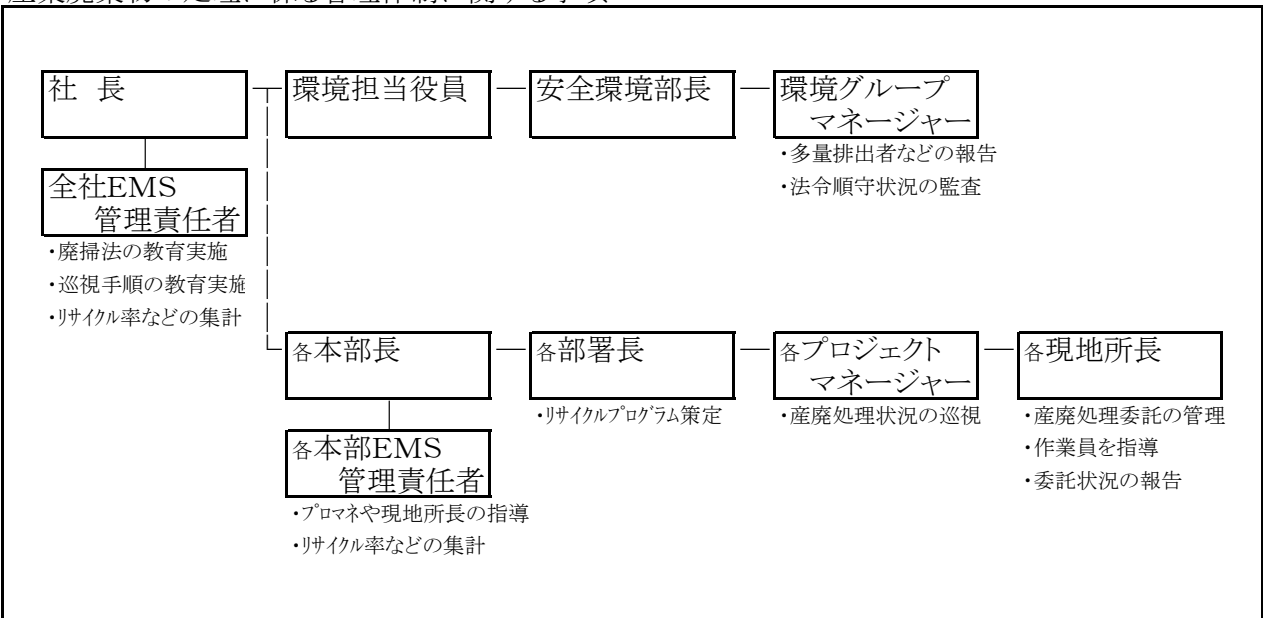 産業廃棄物の処理に係る管理体制に関する事項
社 長
環境担当役員
安全環境部長
環境グループ
マネージャー
・多量排出者などの報告
・法令順守状況の監査
全社EMS
管理責任者
・廃掃法の教育実施
・巡視手順の教育実施
・ﾘｻｲｸﾙ率などの集計
各本部長
各部署長
・ﾘｻｲｸﾙﾌﾟﾛｸﾞﾗﾑ策定
各プロジェクト
マネージャー
・産廃処理状況の巡視
各現地所長
・産廃処理委託の管理
・作業員を指導
・委託状況の報告
各本部EMS
管理責任者
・ﾌﾟﾛﾏﾈや現地所長の指導
・ﾘｻｲｸﾙ率などの集計